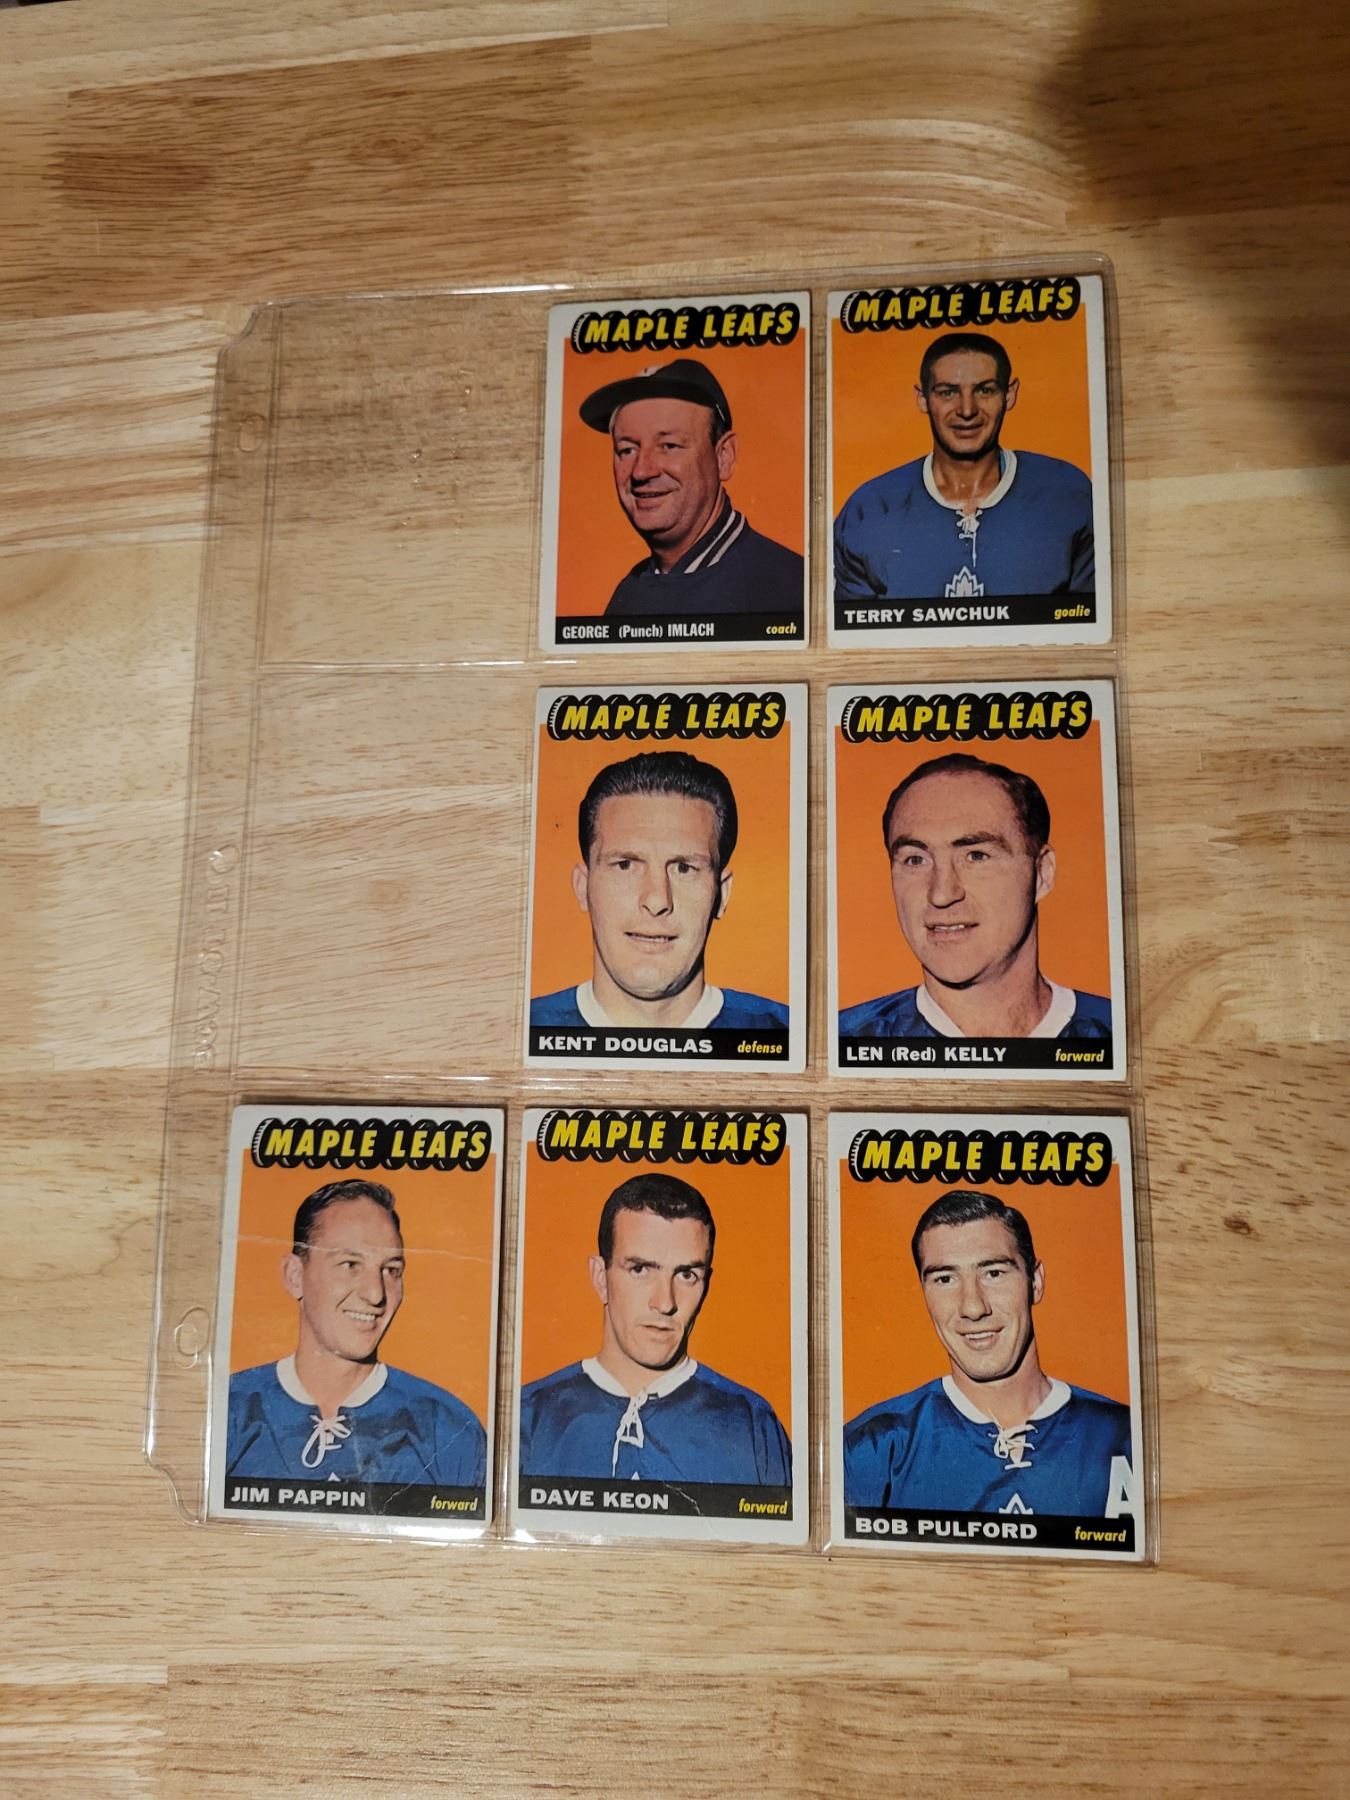 MAPLE LEAFS
GEORGE (Punch) IMLACH coach
MAPLE LEAFS
TERRY SAWCHUK goalie
MAPLE LEAFS
KENT DOUGLAS defense
MAPLE LEAFS
LEN (Red) KELLY forward
MAPLE LEAFS
JIM PAPPIN forward
MAPLE LEAFS
DAVE KEON forward
MAPLE LEAFS
A
BOB PULFORD forward